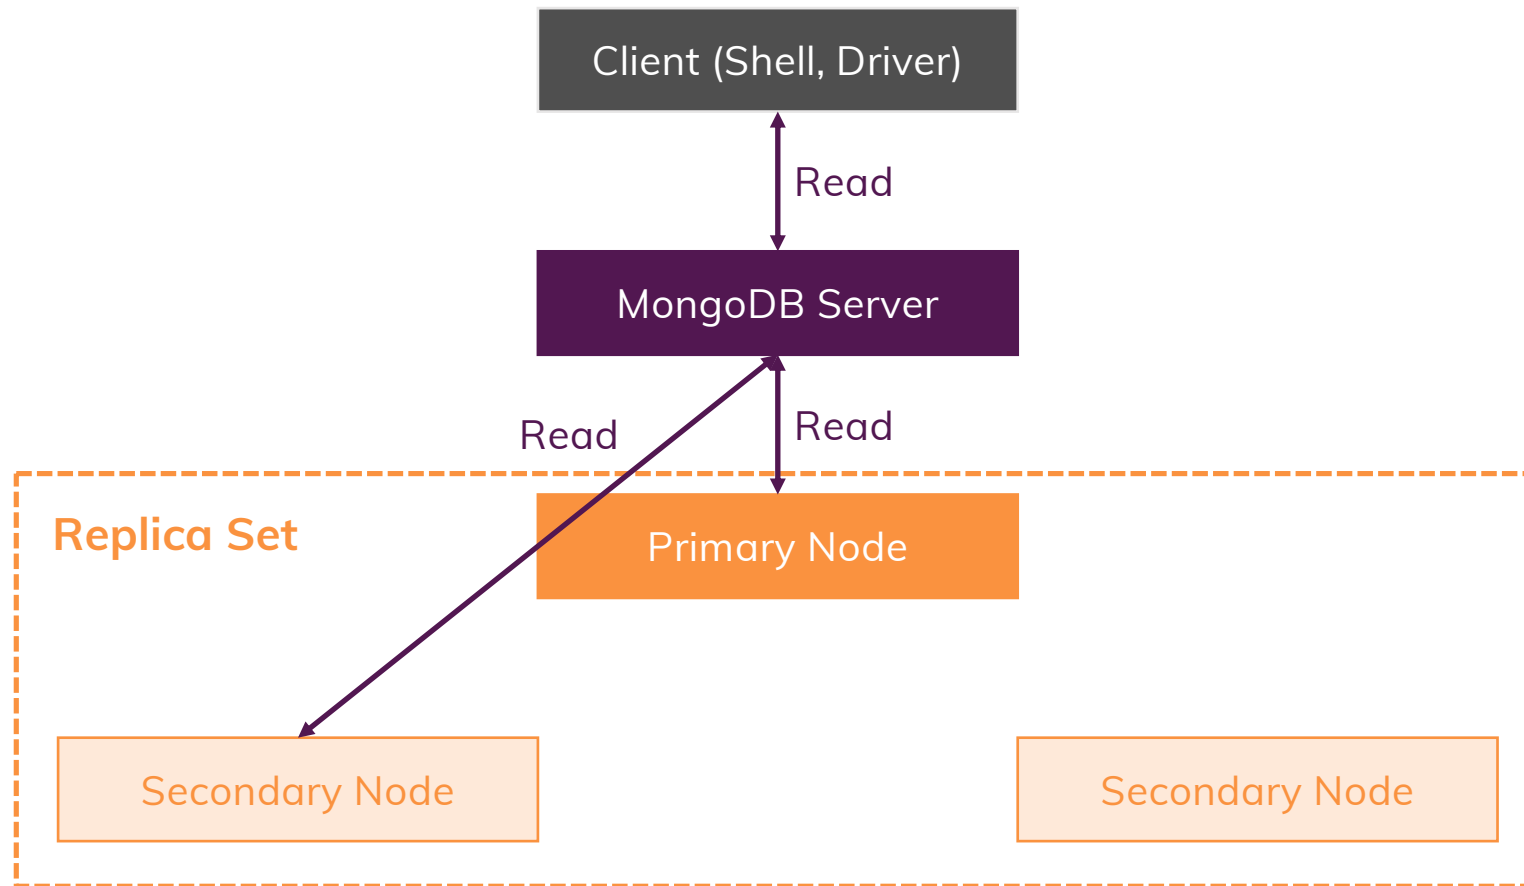 Client (Shell, Driver)
Read
MongoDB Server
Read
Read
Replica Set
Primary Node
Secondary Node
Secondary Node